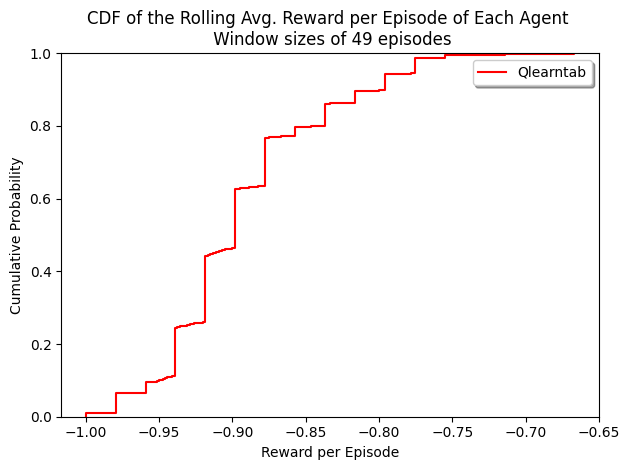 CDF of the Rolling Avg. Reward per Episode of Each Agent
Window sizes of 49 episodes
Qlearntab
1.0
0.8
0.6
0.4
0.2
0.0
Cumulative Probability
−1.00 −0.95 −0.90 −0.85 −0.80 −0.75 −0.70 −0.65
Reward per Episode